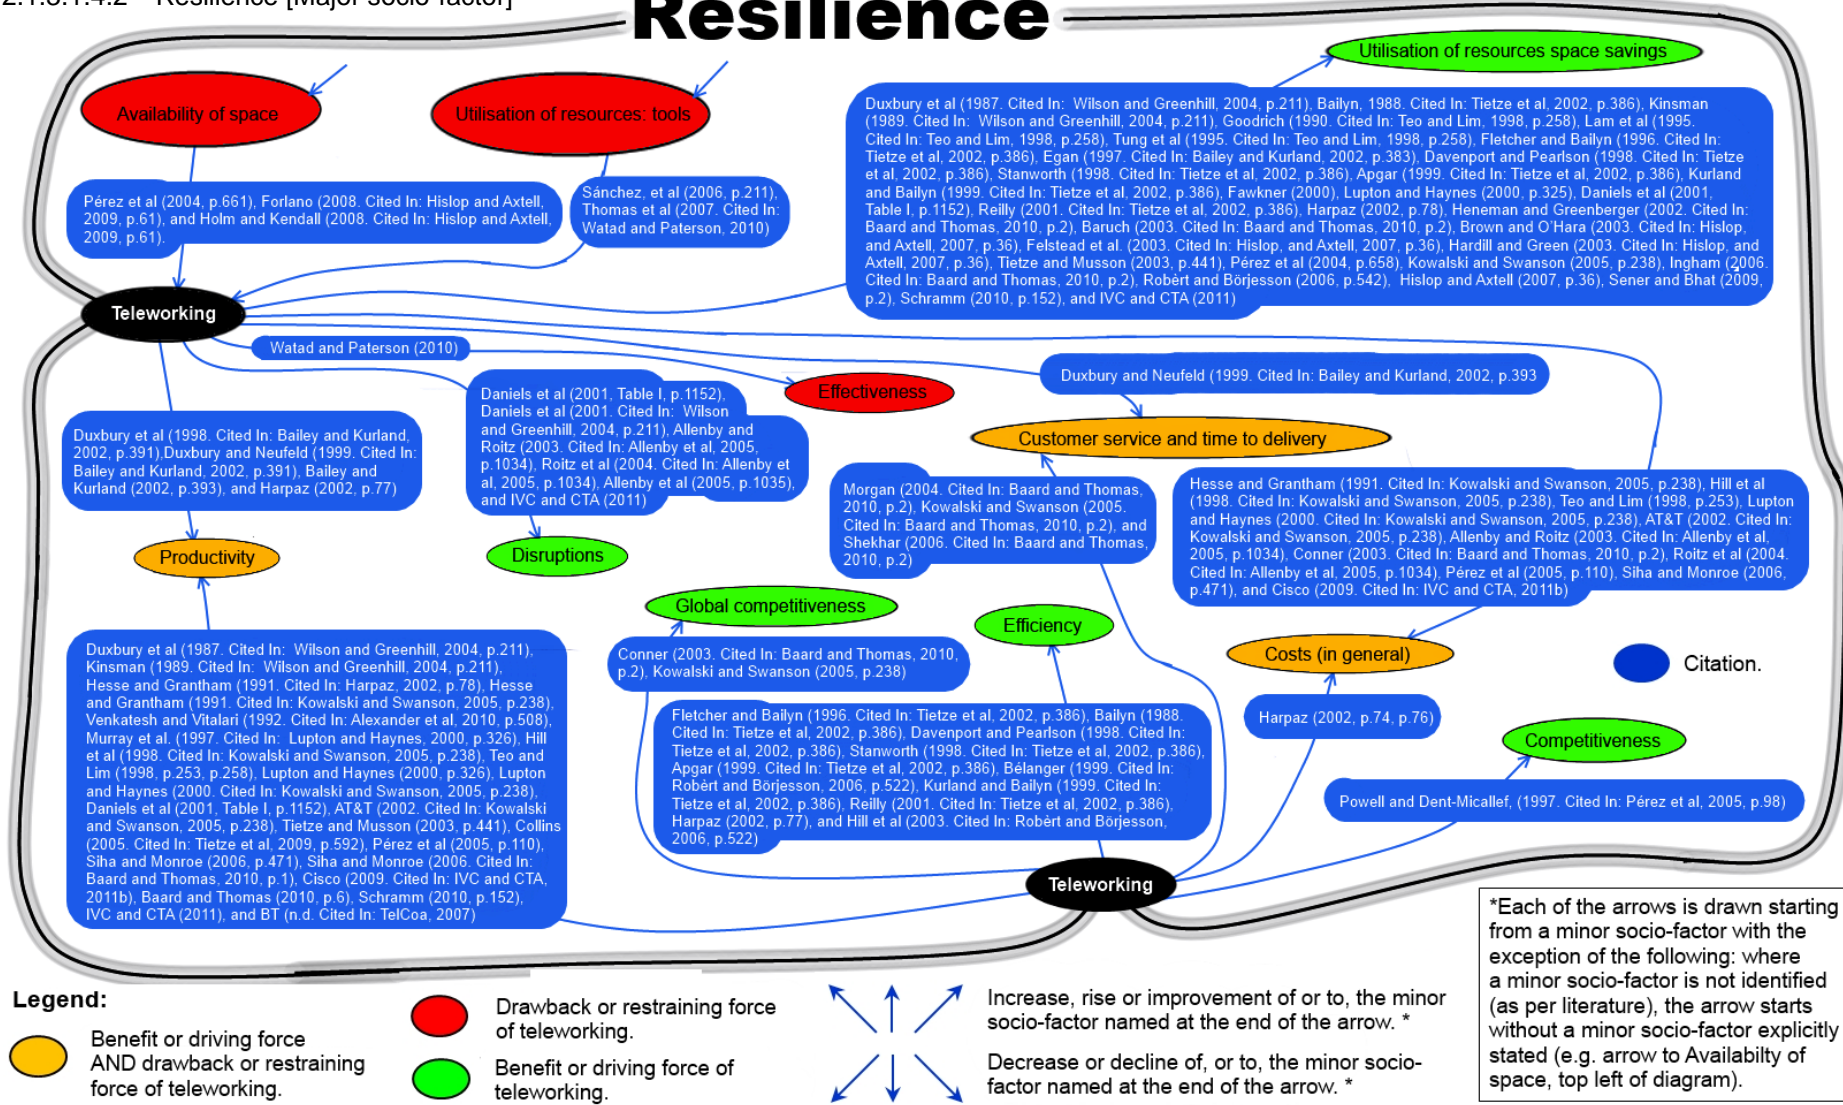 2.1.3.1.4.2 Resilience [Major socio-factor]
Resilience
Utilisation of resources space savings
Availability of space
Utilisation of resources: tools
Duxbury et al (1987. Cited In: Wilson and Greenhill, 2004, p.211), Bailyn, 1988. Cited In: Tietze et al, 2002, p.386), Kinsman
(1989. Cited In: Wilson and Greenhill, 2004, p.211), Goodrich (1990. Cited In: Teo and Lim, 1998, p.258), Lam et al (1995.
Cited In: Teo and Lim, 1998, p.258), Tung et al (1995. Cited In: Teo and Lim, 1998, p.258), Fletcher and Bailyn (1996. Cited In:
Tietze et al, 2002, p.386), Egan (1997. Cited In: Bailey and Kurland, 2002, p.383), Davenport and Pearlson (1998. Cited In: Tietze
et al, 2002, p.386), Stanworth (1998. Cited In: Tietze et al, 2002, p.386), Apgar (1999. Cited In: Tietze et al, 2002, p.386), Kurland
and Bailyn (1999. Cited In: Tietze et al, 2002, p.386), Fawkner (2000), Lupton and Haynes (2000, p.325), Daniels et al (2001,
Table I, p.1152), Reilly (2001. Cited In: Tietze et al, 2002, p.386), Harpaz (2002, p.78), Heneman and Greenberger (2002. Cited In:
Baard and Thomas, 2010, p.2), Baruch (2003. Cited In: Baard and Thomas, 2010, p.2), Brown and O'Hara (2003. Cited In: Hislop,
and Axtell, 2007, p.36), Felstead et al. (2003. Cited In: Hislop, and Axtell, 2007, p.36), Hardill and Green (2003. Cited In: Hislop, and
Axtell, 2007, p.36), Tietze and Musson (2003, p.441), Pérez et al (2004, p.658), Kowalski and Swanson (2005, p.238), Ingham (2006.
Cited In: Baard and Thomas, 2010, p.2), Robèrt and Börjesson (2006, p.542), Hislop and Axtell (2007, p.36), Sener and Bhat (2009,
p.2), Schramm (2010, p.152), and IVC and CTA (2011)
Pérez et al (2004, p.661), Forlano (2008. Cited In: Hislop and Axtell,
2009, p.61), and Holm and Kendall (2008. Cited In: Hislop and Axtell,
2009, p.61).
Sánchez, et al (2006, p.211),
Thomas et al (2007. Cited In:
Watad and Paterson, 2010)
Teleworking
Watad and Paterson (2010)
Effectiveness
Duxbury and Neufeld (1999. Cited In: Bailey and Kurland, 2002, p.393
Customer service and time to delivery
Duxbury et al (1998. Cited In: Bailey and Kurland,
2002, p.391),Duxbury and Neufeld (1999. Cited In:
Bailey and Kurland, 2002, p.391), Bailey and
Kurland (2002, p.393), and Harpaz (2002, p.77)
Daniels et al (2001, Table I, p.1152),
Daniels et al (2001. Cited In: Wilson
and Greenhill, 2004, p.211), Allenby and
Roitz (2003. Cited In: Allenby et al, 2005,
p.1034), Roitz et al (2004. Cited In: Allenby et
al, 2005, p.1034), Allenby et al (2005, p.1035),
and IVC and CTA (2011)
Morgan (2004. Cited In: Baard and Thomas,
2010, p.2), Kowalski and Swanson (2005.
Cited In: Baard and Thomas, 2010, p.2), and
Shekhar (2006. Cited In: Baard and Thomas,
2010, p.2)
Hesse and Grantham (1991. Cited In: Kowalski and Swanson, 2005, p.238), Hill et al
(1998. Cited In: Kowalski and Swanson, 2005, p.238), Teo and Lim (1998, p.253), Lupton
and Haynes (2000. Cited In: Kowalski and Swanson, 2005, p.238), AT&T (2002. Cited In:
Kowalski and Swanson, 2005, p.238), Allenby and Roitz (2003. Cited In: Allenby et al,
2005, p.1034), Conner (2003. Cited In: Baard and Thomas, 2010, p.2), Roitz et al (2004.
Cited In: Allenby et al, 2005, p.1034), Pérez et al (2005, p.110), Siha and Monroe (2006,
p.471), and Cisco (2009. Cited In: IVC and CTA, 2011b)
Productivity
Disruptions
Global competitiveness
Efficiency
Costs (in general)
Citation.
Conner (2003. Cited In: Baard and Thomas, 2010,
p.2), Kowalski and Swanson (2005, p.238)
Duxbury et al (1987. Cited In: Wilson and Greenhill, 2004, p.211),
Kinsman (1989. Cited In: Wilson and Greenhill, 2004, p.211),
Hesse and Grantham (1991. Cited In: Harpaz, 2002, p.78), Hesse
and Grantham (1991. Cited In: Kowalski and Swanson, 2005, p.238),
Venkatesh and Vitalari (1992. Cited In: Alexander et al, 2010, p.508),
Murray et al. (1997. Cited In: Lupton and Haynes, 2000, p.326), Hill
et al (1998. Cited In: Kowalski and Swanson, 2005, p.238), Teo and
Lim (1998, p.253, p.258), Lupton and Haynes (2000, p.326), Lupton
and Haynes (2000. Cited In: Kowalski and Swanson, 2005, p.238),
Daniels et al (2001, Table I, p.1152), AT&T (2002. Cited In: Kowalski
and Swanson, 2005, p.238), Tietze and Musson (2003, p.441), Collins
(2005. Cited In: Tietze et al, 2009, p.592), Pérez et al (2005, p.110),
Siha and Monroe (2006, p.471), Siha and Monroe (2006. Cited In:
Baard and Thomas, 2010, p.1), Cisco (2009. Cited In: IVC and CTA,
2011b), Baard and Thomas (2010, p.6), Schramm (2010, p.152),
IVC and CTA (2011), and BT (n.d. Cited In: TelCoa, 2007)
Fletcher and Bailyn (1996. Cited In: Tietze et al, 2002, p.386), Bailyn (1988.
Cited In: Tietze et al, 2002, p.386), Davenport and Pearlson (1998. Cited In:
Tietze et al, 2002, p.386), Stanworth (1998. Cited In: Tietze et al, 2002, p.386),
Apgar (1999. Cited In: Tietze et al, 2002, p.386), Bélanger (1999. Cited In:
Robèrt and Börjesson, 2006, p.522), Kurland and Bailyn (1999. Cited In:
Tietze et al, 2002, p.386), Reilly (2001. Cited In: Tietze et al, 2002, p.386),
Harpaz (2002, p.77), and Hill et al (2003. Cited In: Robèrt and Börjesson,
2006, p.522)
Harpaz (2002, p.74, p.76)
Competitiveness
Powell and Dent-Micallef, (1997. Cited In: Pérez et al, 2005, p.98)
Teleworking
*Each of the arrows is drawn starting
from a minor socio-factor with the
exception of the following: where
a minor socio-factor is not identified
(as per literature), the arrow starts
without a minor socio-factor explicitly
stated (e.g. arrow to Availabilty of
space, top left of diagram).
Legend:
Benefit or driving force
AND drawback or restraining
force of teleworking.
Drawback or restraining force
of teleworking.
Benefit or driving force of
teleworking.
Increase, rise or improvement of or to, the minor
socio-factor named at the end of the arrow. *
Decrease or decline of, or to, the minor socio-
factor named at the end of the arrow. *